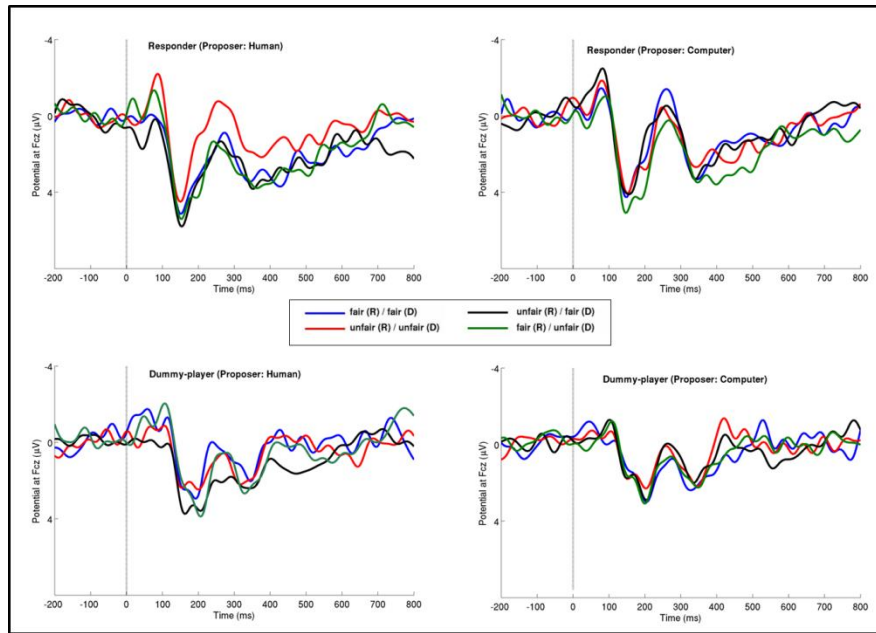 Responder (Proposer: Human)
-4
0
4
Potential at Fcz (µV)
-200 -100 0 100 200 300 400 500 600 700 800
Time (ms)
Responder (Proposer: Computer)
-4
0
4
Potential at Fcz (µV)
-200 -100 0 100 200 300 400 500 600 700 800
Time (ms)
fair (R) / fair (D) unfair (R) / fair (D)
unfair (R) / unfair (D) fair (R) / unfair (D)
Dummy-player (Proposer: Human)
-4
0
4
Potential at Fcz (µV)
-200 -100 0 100 200 300 400 500 600 700 800
Time (ms)
Dummy-player (Proposer: Computer)
-4
0
4
Potential at Fcz (µV)
-200 -100 0 100 200 300 400 500 600 700 800
Time (ms)